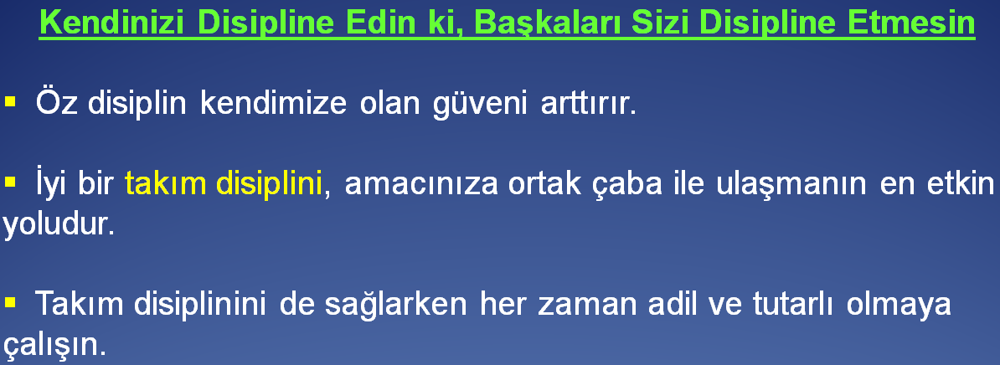 Kendinizi Disipline Edin ki, Başkaları Sizi Disipline Etmesin
▪ Öz disiplin kendimize olan güveni arttırır.
▪ İyi bir takım disiplini, amacınıza ortak çaba ile ulaşmanın en etkin
yoludur.
▪ Takım disiplinini de sağlarken her zaman adil ve tutarlı olmaya
çalışın.